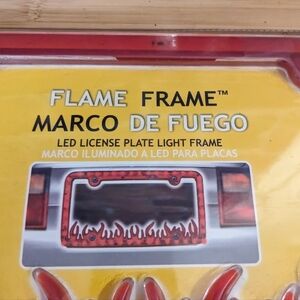 FLAME FRAME™
MARCO DE FUEGO
LED LICENSE PLATE LIGHT FRAME
MARCO ILUMINADO A LED PARA PLACAS